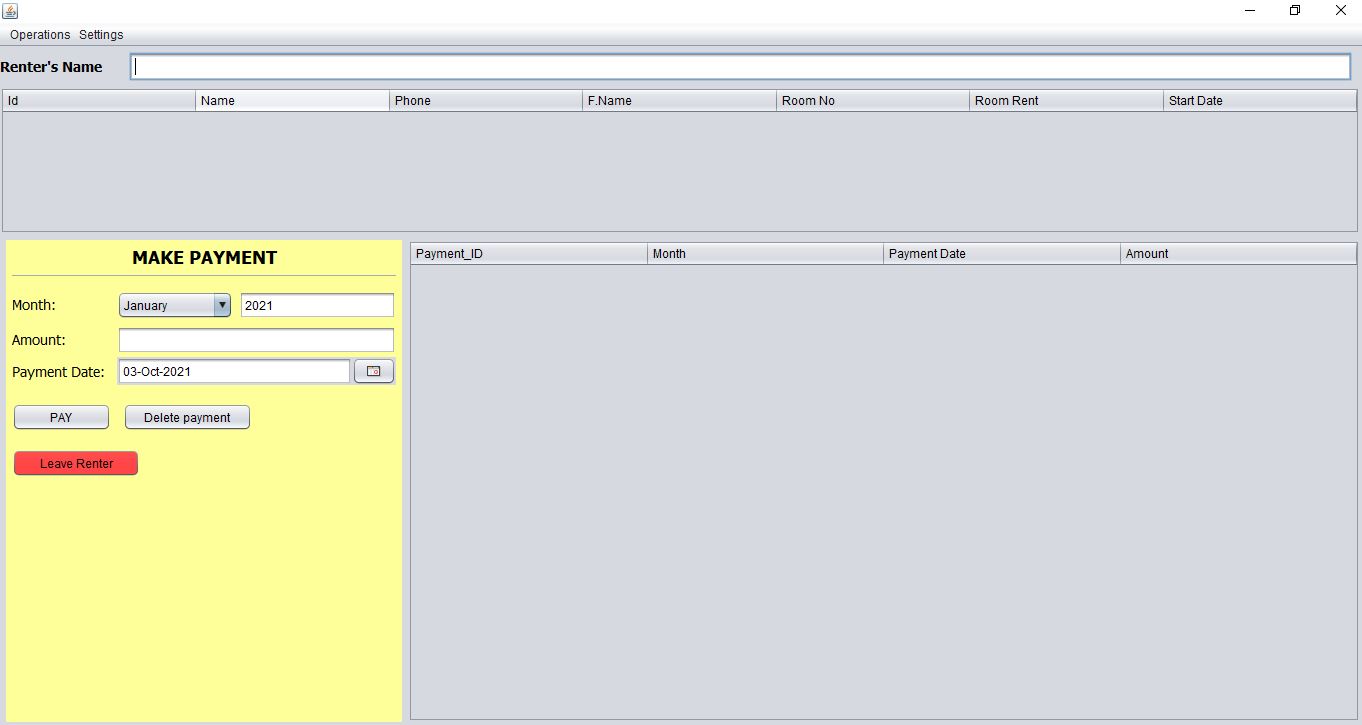 Operations Settings
Renter's Name
Id Name Phone F.Name Room No Room Rent Start Date
MAKE PAYMENT
Month: January 2021
Amount:
Payment Date: 03-Oct-2021
PAY Delete payment
Leave Renter
Payment_ID Month Payment Date Amount